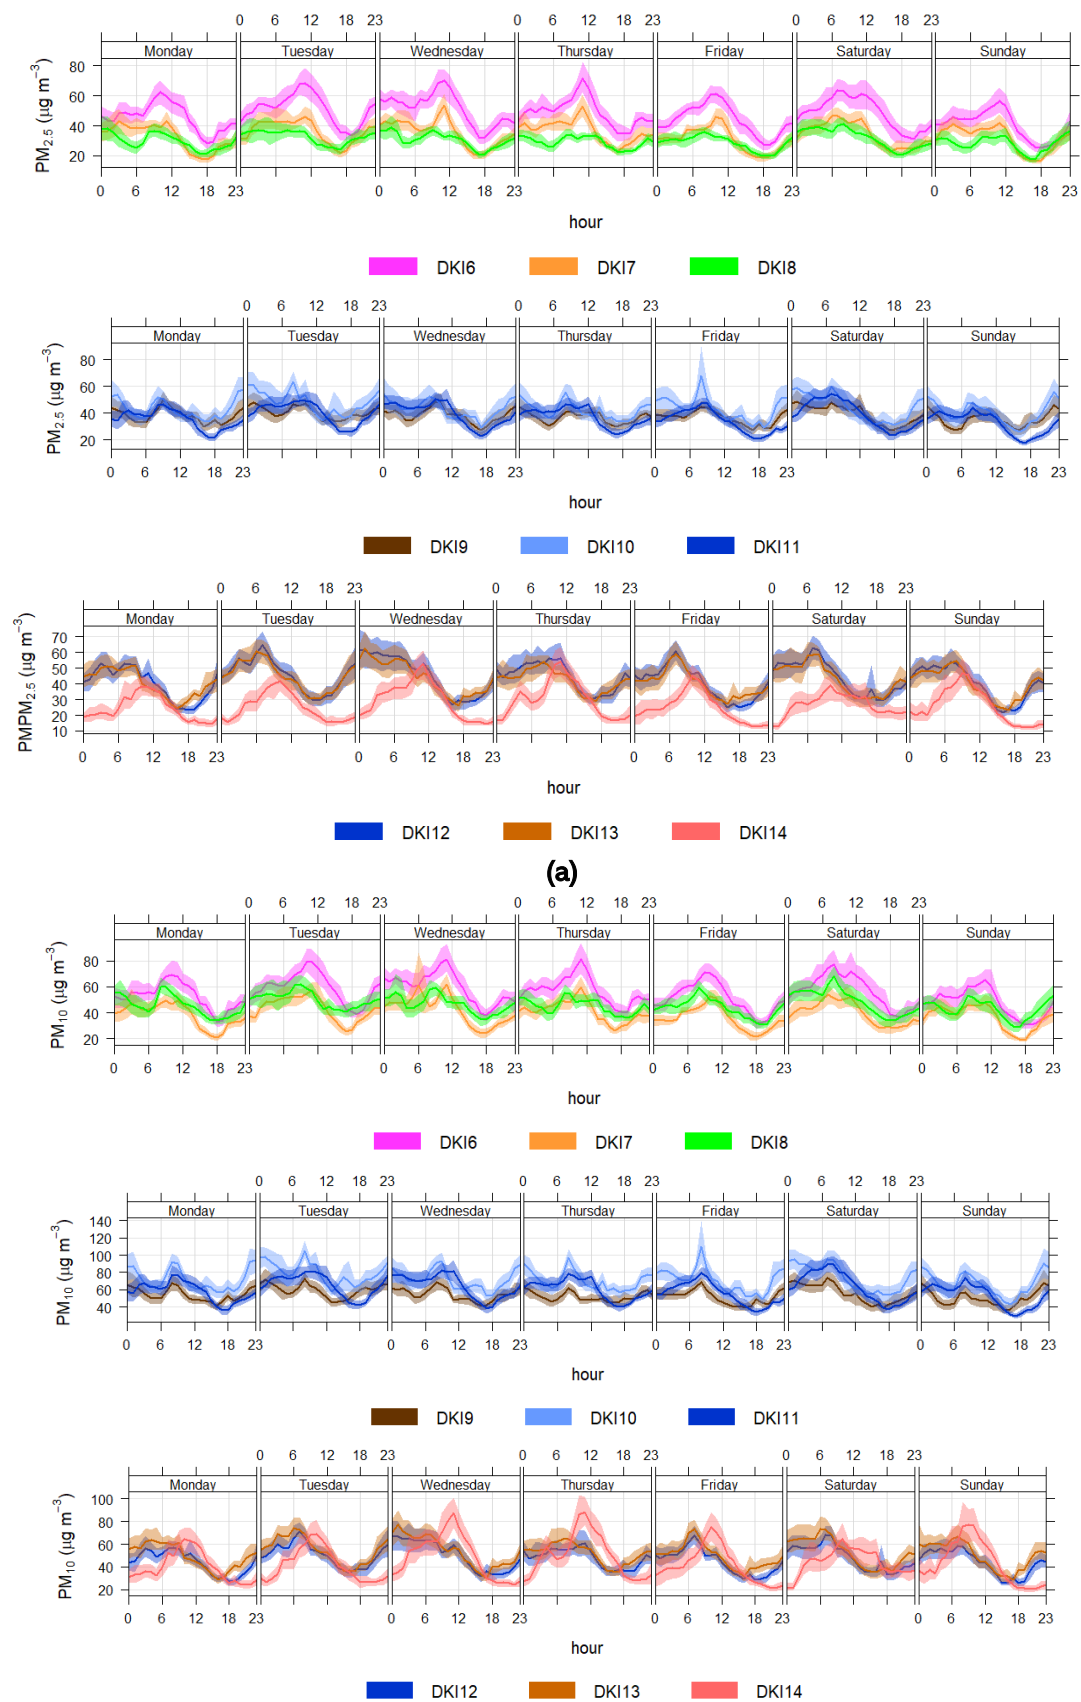 0 6 12 18 23 0 6 12 18 23 0 6 12 18 23
Monday Tuesday Wednesday Thursday Friday Saturday Sunday
PM2.5 (μg m−3)
80
60
40
20
0 6 12 18 23 0 6 12 18 23 0 6 12 18 23 0 6 12 18 23
hour
DKI6 DKI7 DKI8
0 6 12 18 23 0 6 12 18 23 0 6 12 18 23
Monday Tuesday Wednesday Thursday Friday Saturday Sunday
PM2.5 (μg m−3)
80
60
40
20
0 6 12 18 23 0 6 12 18 23 0 6 12 18 23 0 6 12 18 23
hour
DKI9 DKI10 DKI11
0 6 12 18 23 0 6 12 18 23 0 6 12 18 23
Monday Tuesday Wednesday Thursday Friday Saturday Sunday
PMPM2.5 (μg m−3)
70
60
50
40
30
20
10
0 6 12 18 23 0 6 12 18 23 0 6 12 18 23 0 6 12 18 23
hour
DKI12 DKI13 DKI14
(a)
0 6 12 18 23 0 6 12 18 23 0 6 12 18 23
Monday Tuesday Wednesday Thursday Friday Saturday Sunday
PM10 (μg m−3)
80
60
40
20
0 6 12 18 23 0 6 12 18 23 0 6 12 18 23 0 6 12 18 23
hour
DKI6 DKI7 DKI8
0 6 12 18 23 0 6 12 18 23 0 6 12 18 23
Monday Tuesday Wednesday Thursday Friday Saturday Sunday
PM10 (μg m−3)
140
120
100
80
60
40
0 6 12 18 23 0 6 12 18 23 0 6 12 18 23 0 6 12 18 23
hour
DKI9 DKI10 DKI11
0 6 12 18 23 0 6 12 18 23 0 6 12 18 23
Monday Tuesday Wednesday Thursday Friday Saturday Sunday
PM10 (μg m−3)
100
80
60
40
20
0 6 12 18 23 0 6 12 18 23 0 6 12 18 23 0 6 12 18 23
hour
DKI12 DKI13 DKI14